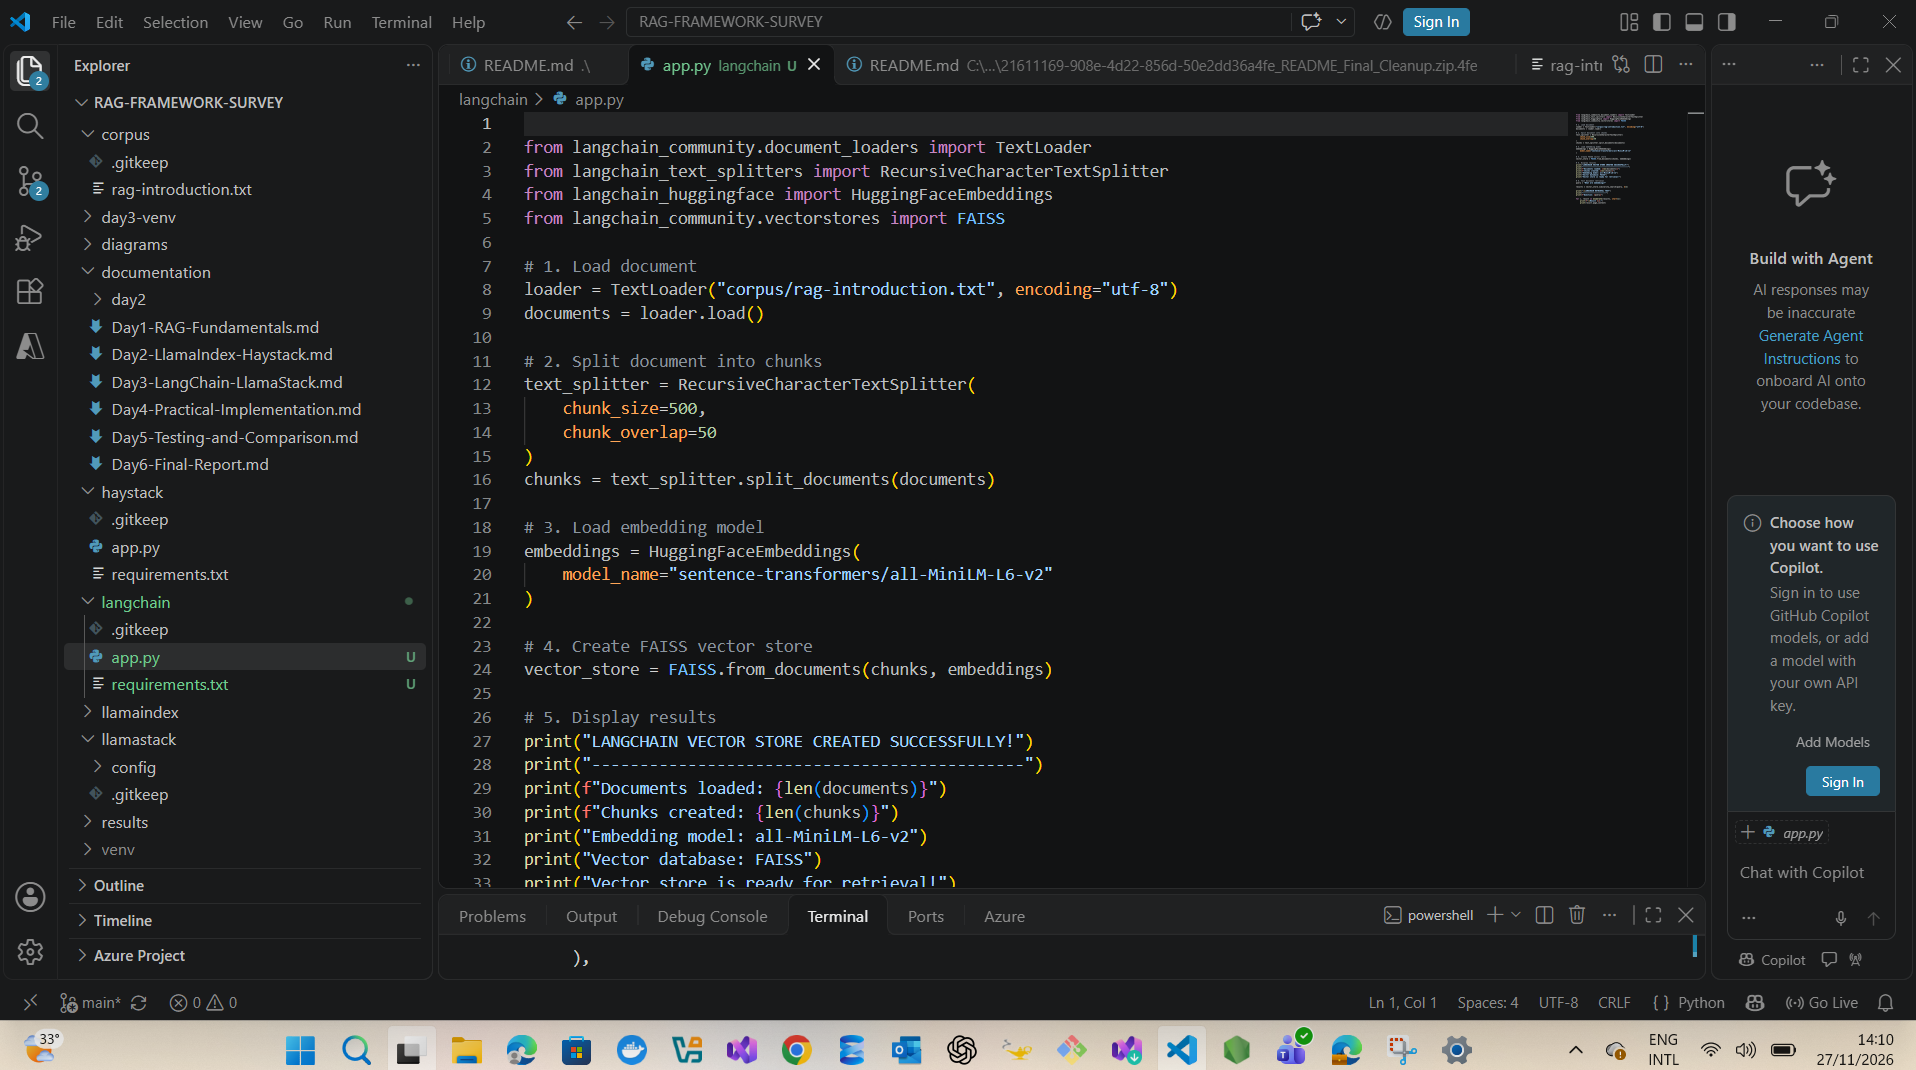 File Edit Selection View Go Run Terminal Help
RAG-FRAMEWORK-SURVEY
Sign In
Explorer
RAG-FRAMEWORK-SURVEY
corpus
.gitkeep
rag-introduction.txt
day3-venv
diagrams
documentation
day2
Day1-RAG-Fundamentals.md
Day2-LlamaIndex-Haystack.md
Day3-LangChain-LlamaStack.md
Day4-Practical-Implementation.md
Day5-Testing-and-Comparison.md
Day6-Final-Report.md
haystack
.gitkeep
app.py
requirements.txt
langchain
.gitkeep
app.py U
requirements.txt U
llamaindex
llamastack
config
.gitkeep
results
venv
Outline
Timeline
Azure Project
2
2
README.md .\
app.py langchain U
README.md C:\...\21611169-908e-4d22-856d-50e2dd36a4fe_README_Final_Cleanup.zip.4fe
rag-inti
langchain > app.py
1
2 from langchain_community.document_loaders import TextLoader
3 from langchain_text_splitters import RecursiveCharacterTextSplitter
4 from langchain_huggingface import HuggingFaceEmbeddings
5 from langchain_community.vectorstores import FAISS
6
7 # 1. Load document
8 loader = TextLoader("corpus/rag-introduction.txt", encoding="utf-8")
9 documents = loader.load()
10
11 # 2. Split document into chunks
12 text_splitter = RecursiveCharacterTextSplitter(
13 chunk_size=500,
14 chunk_overlap=50
15 )
16 chunks = text_splitter.split_documents(documents)
17
18 # 3. Load embedding model
19 embeddings = HuggingFaceEmbeddings(
20 model_name="sentence-transformers/all-MiniLM-L6-v2"
21 )
22
23 # 4. Create FAISS vector store
24 vector_store = FAISS.from_documents(chunks, embeddings)
25
26 # 5. Display results
27 print("LANGCHAIN VECTOR STORE CREATED SUCCESSFULLY!")
28 print("---------------------------------------------")
29 print(f"Documents loaded: {len(documents)}")
30 print(f"Chunks created: {len(chunks)}")
31 print("Embedding model: all-MiniLM-L6-v2")
32 print("Vector database: FAISS")
33 print("Vector store is ready for retrieval!")
Problems Output Debug Console Terminal Ports Azure
powershell
),
Build with Agent
AI responses may
be inaccurate
Generate Agent
Instructions to
onboard AI onto
your codebase.
Choose how
you want to use
Copilot.
Sign in to use
GitHub Copilot
models, or add
a model with
your own API
key.
Add Models
Sign In
app.py
Chat with Copilot
Copilot
main* 0 0
Ln 1, Col 1 Spaces: 4 UTF-8 CRLF { } Python Go Live
33°
ENG
INTL
14:10
27/11/2026